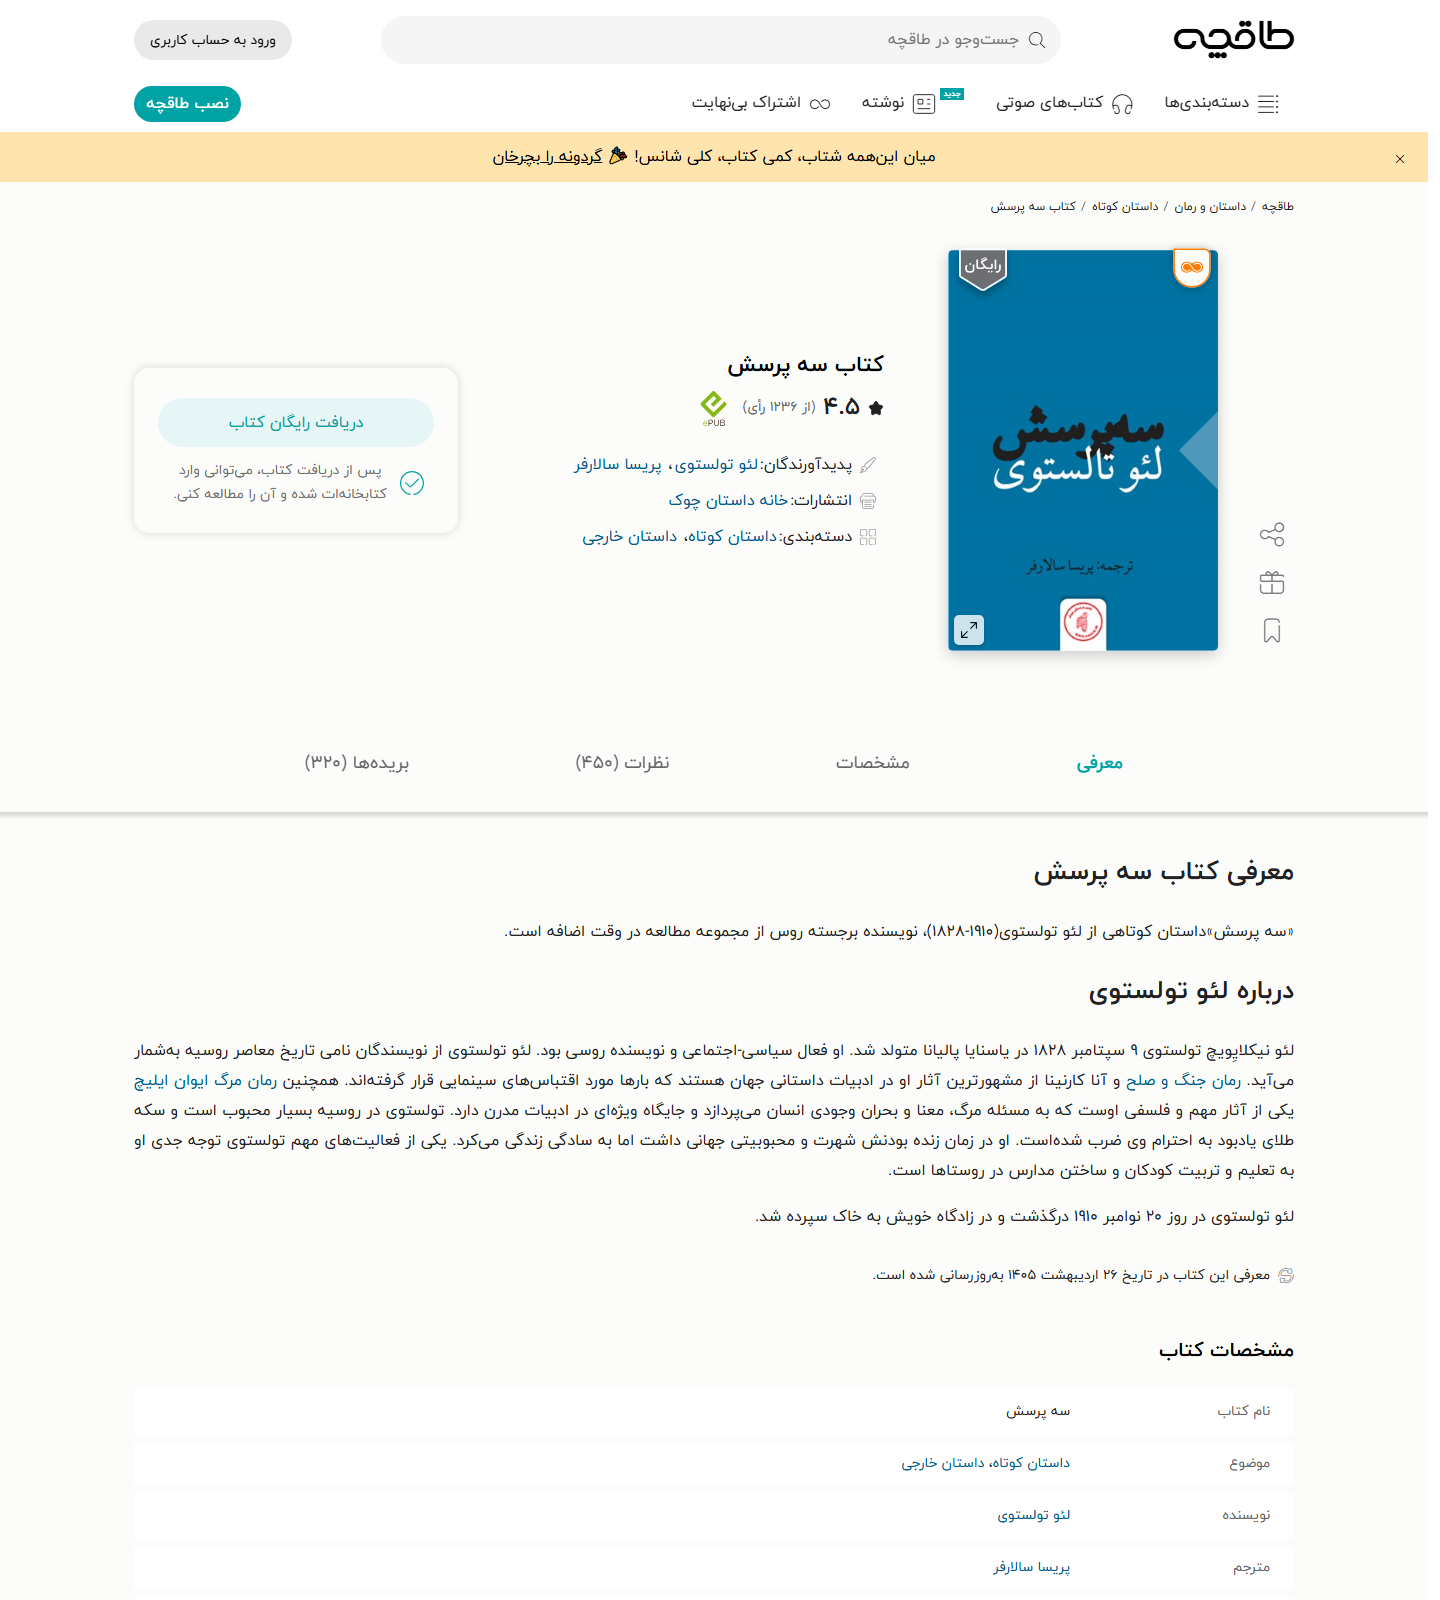 طاقچه
جست‌وجو در طاقچه
ورود به حساب کاربری
دسته‌بندی‌ها
کتاب‌های صوتی
جدید
نوشته
اشتراک بی‌نهایت
نصب طاقچه
میان این‌همه شتاب، کمی کتاب، کلی شانس! گردونه را بچرخان
طاقچه / داستان و رمان / داستان کوتاه / کتاب سه پرسش
رایگان
سه پرسش
لئو تالستوی
ترجمه: پریسا سالارفر
کتاب سه پرسش
۴.۵ (از ۱۲۳۶ رأی)
ePUB
پدیدآورندگان: لئو تولستوی، پریسا سالارفر
انتشارات: خانه داستان چوک
دسته‌بندی: داستان کوتاه، داستان خارجی
دریافت رایگان کتاب
پس از دریافت کتاب، می‌توانی وارد
کتابخانه‌ات شده و آن را مطالعه کنی.
معرفی
مشخصات
نظرات (۴۵۰)
بریده‌ها (۳۲۰)
معرفی کتاب سه پرسش
«سه پرسش»داستان کوتاهی از لئو تولستوی(۱۹۱۰-۱۸۲۸)، نویسنده برجسته روس از مجموعه مطالعه در وقت اضافه است.
درباره لئو تولستوی
لئو نیکلایِویچ تولستوی ۹ سپتامبر ۱۸۲۸ در یاسنایا پالیانا متولد شد. او فعال سیاسی-اجتماعی و نویسنده روسی بود. لئو تولستوی از نویسندگان نامی تاریخ معاصر روسیه به‌شمار
می‌آید. رمان جنگ و صلح و آنا کارنینا از مشهورترین آثار او در ادبیات داستانی جهان هستند که بارها مورد اقتباس‌های سینمایی قرار گرفته‌اند. همچنین رمان مرگ ایوان ایلیچ
یکی از آثار مهم و فلسفی اوست که به مسئله مرگ، معنا و بحران وجودی انسان می‌پردازد و جایگاه ویژه‌ای در ادبیات مدرن دارد. تولستوی در روسیه بسیار محبوب است و سکه
طلای یادبود به احترام وی ضرب شده‌است. او در زمان زنده بودنش شهرت و محبوبیتی جهانی داشت اما به سادگی زندگی می‌کرد. یکی از فعالیت‌های مهم تولستوی توجه جدی او
به تعلیم و تربیت کودکان و ساختن مدارس در روستاها است.
لئو تولستوی در روز ۲۰ نوامبر ۱۹۱۰ درگذشت و در زادگاه خویش به خاک سپرده شد.
معرفی این کتاب در تاریخ ۲۶ اردیبهشت ۱۴۰۵ به‌روزرسانی شده است.
مشخصات کتاب
نام کتاب
سه پرسش
موضوع
داستان کوتاه، داستان خارجی
نویسنده
لئو تولستوی
مترجم
پریسا سالارفر